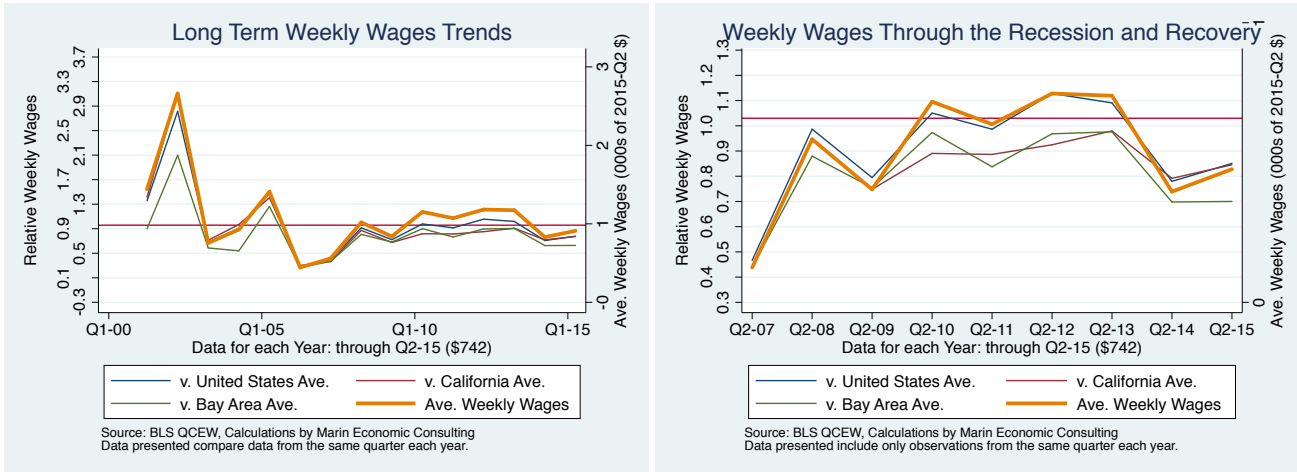 Long Term Weekly Wages Trends
Relative Weekly Wages
3.7
3.3
2.9
2.5
2.1
1.7
1.3
0.9
0.5
0.1
-0.3
3
2
1
-0
Ave. Weekly Wages (000s of 2015-Q2 $)
Q1-00 Q1-05 Q1-10 Q1-15
Data for each Year: through Q2-15 ($742)
v. United States Ave. v. California Ave.
v. Bay Area Ave. Ave. Weekly Wages
Source: BLS QCEW, Calculations by Marin Economic Consulting
Data presented compare data from the same quarter each year.
Weekly Wages Through the Recession and Recovery
Relative Weekly Wages
1.3
1.2
1.1
1.0
0.9
0.8
0.7
0.6
0.5
0.4
0.3
1
0
Ave. Weekly Wages (000s of 2015-Q2 $)
Q2-07 Q2-08 Q2-09 Q2-10 Q2-11 Q2-12 Q2-13 Q2-14 Q2-15
Data for each Year: through Q2-15 ($742)
v. United States Ave. v. California Ave.
v. Bay Area Ave. Ave. Weekly Wages
Source: BLS QCEW, Calculations by Marin Economic Consulting
Data presented include only observations from the same quarter each year.